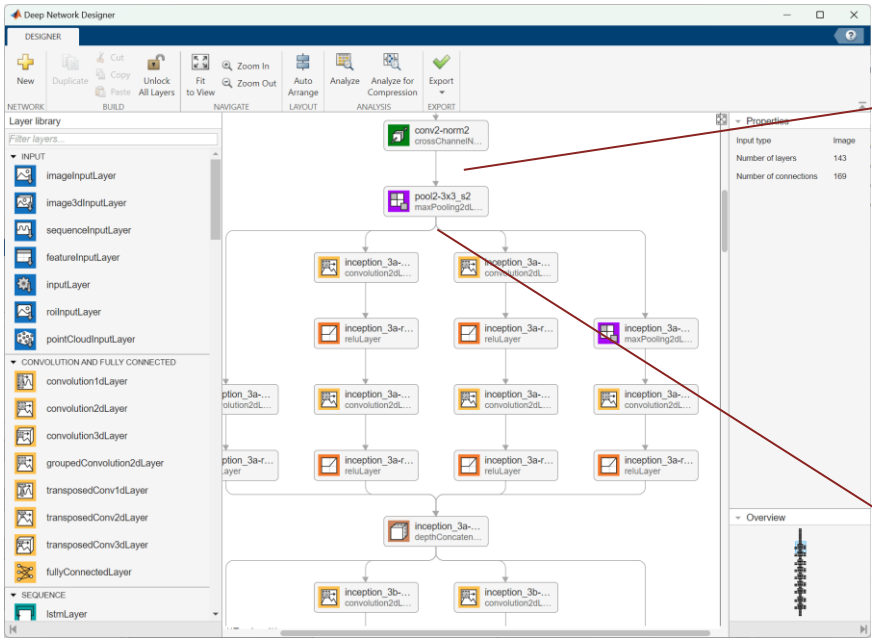 Deep Network Designer
DESIGNER
New
Duplicate
Cut
Copy
Paste
Unlock
All Layers
Fit
to View
Zoom In
Zoom Out
Auto
Arrange
Analyze
Analyze for
Compression
Export
NETWORK
BUILD
NAVIGATE
LAYOUT
ANALYSIS
EXPORT
Layer library
Filter layers...
INPUT
imageInputLayer
image3dInputLayer
sequenceInputLayer
featureInputLayer
inputLayer
roiInputLayer
pointCloudInputLayer
CONVOLUTION AND FULLY CONNECTED
convolution1dLayer
convolution2dLayer
convolution3dLayer
groupedConvolution2dLayer
transposedConv1dLayer
transposedConv2dLayer
transposedConv3dLayer
fullyConnectedLayer
SEQUENCE
lstmLayer
conv2-norm2
crossChannelN...
pool2-3x3_s2
maxPooling2dL...
inception_3a-...
convolution2dL...
inception_3a-...
convolution2dL...
inception_3a-r...
reluLayer
inception_3a-r...
reluLayer
inception_3a-...
maxPooling2dL...
ption_3a-...
olution2dL...
inception_3a-...
convolution2dL...
inception_3a-...
convolution2dL...
inception_3a-...
convolution2dL...
ption_3a-r...
ayer
inception_3a-r...
reluLayer
inception_3a-r...
reluLayer
inception_3a-r...
reluLayer
inception_3a-...
depthConcaten...
inception_3b-...
convolution2dL...
inception_3b-...
convolution2dL...
Properties
Input type Image
Number of layers 143
Number of connections 169
Overview